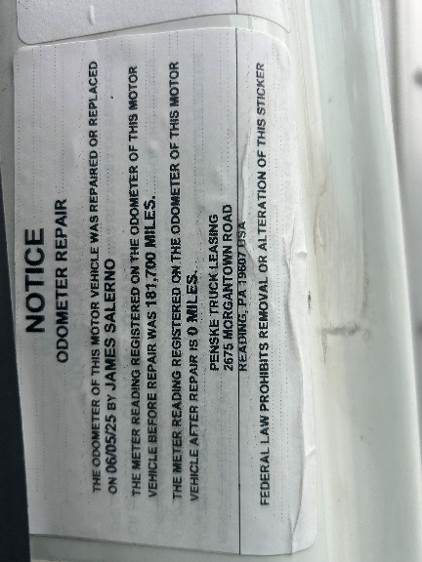 NOTICE
ODOMETER REPAIR
THE ODOMETER OF THIS MOTOR VEHICLE WAS REPAIRED OR REPLACED
ON 06/05/25 BY JAMES SALERNO
THE METER READING REGISTERED ON THE ODOMETER OF THIS MOTOR
VEHICLE BEFORE REPAIR WAS 181,700 MILES.
THE METER READING REGISTERED ON THE ODOMETER OF THIS MOTOR
VEHICLE AFTER REPAIR IS 0 MILES.
PENSKE TRUCK LEASING
2675 MORGANTOWN ROAD
READING, PA 19607 USA
FEDERAL LAW PROHIBITS REMOVAL OR ALTERATION OF THIS STICKER